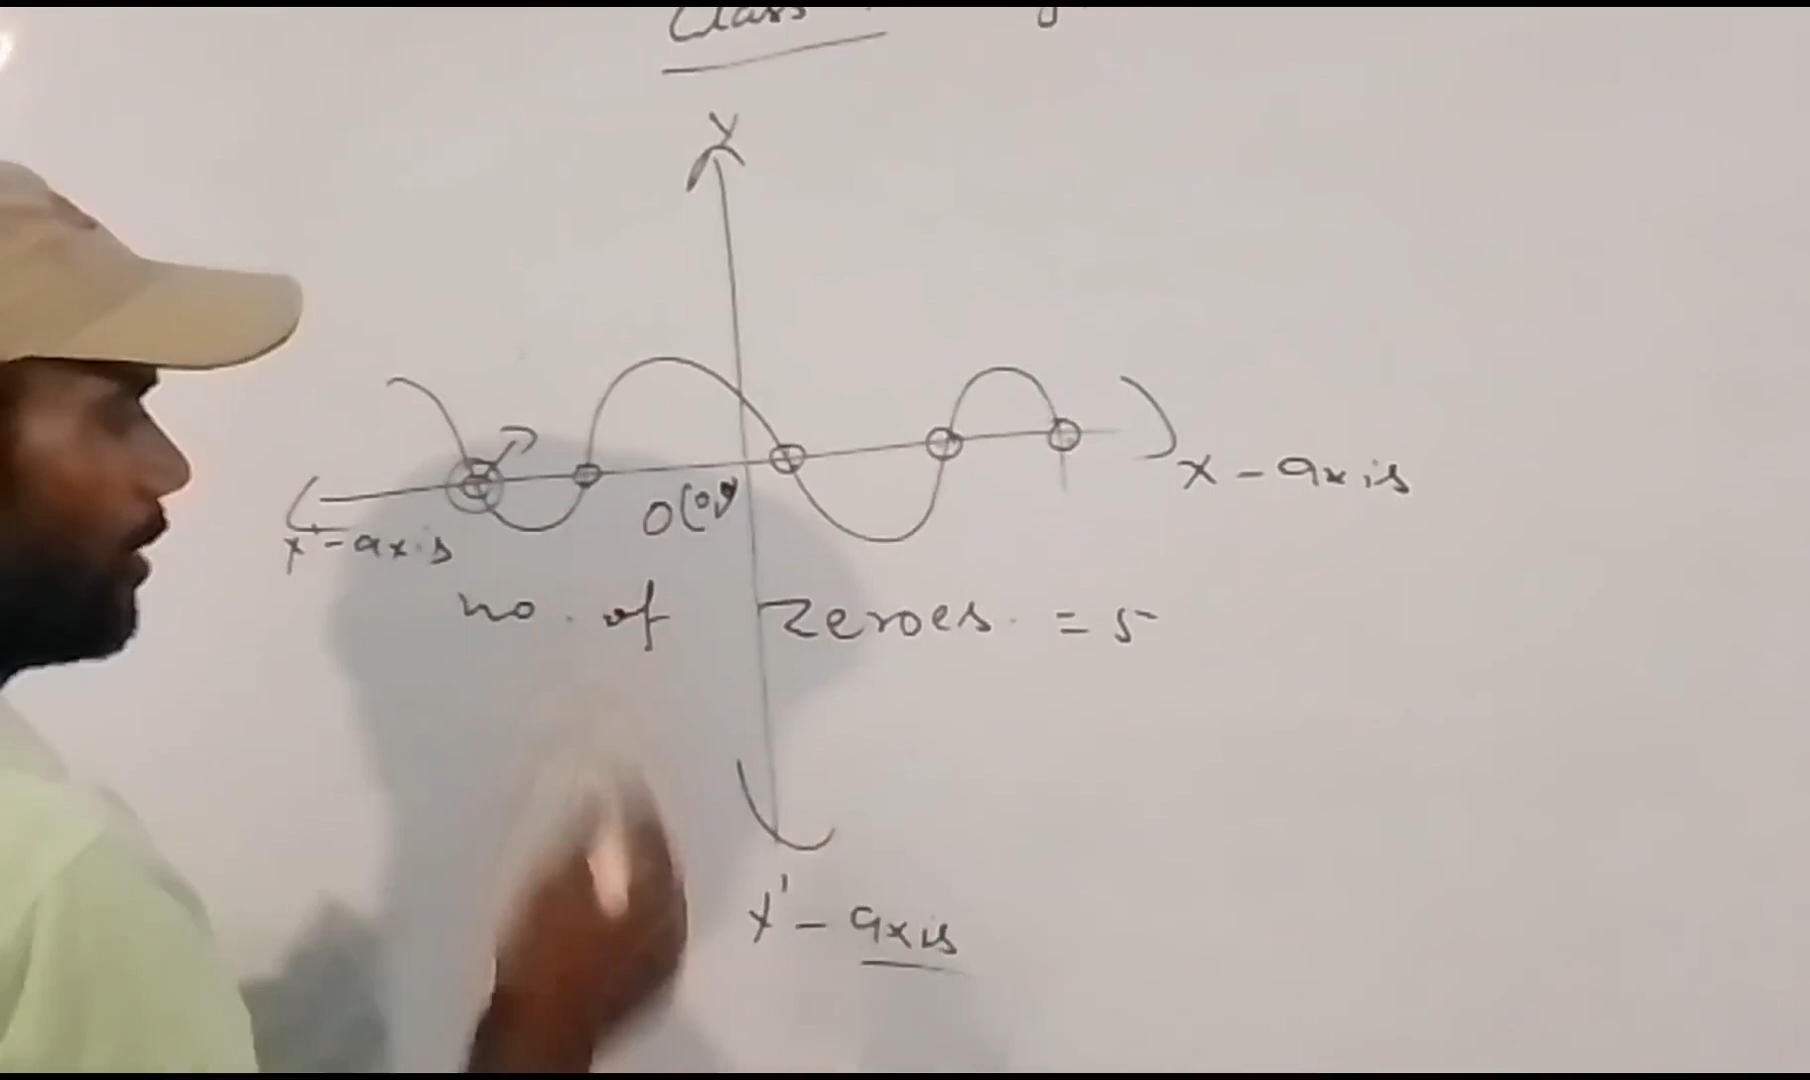 Class
Y
X - axis
X' - axis
O(0,0)
no. of zeroes. = 5
Y' - axis